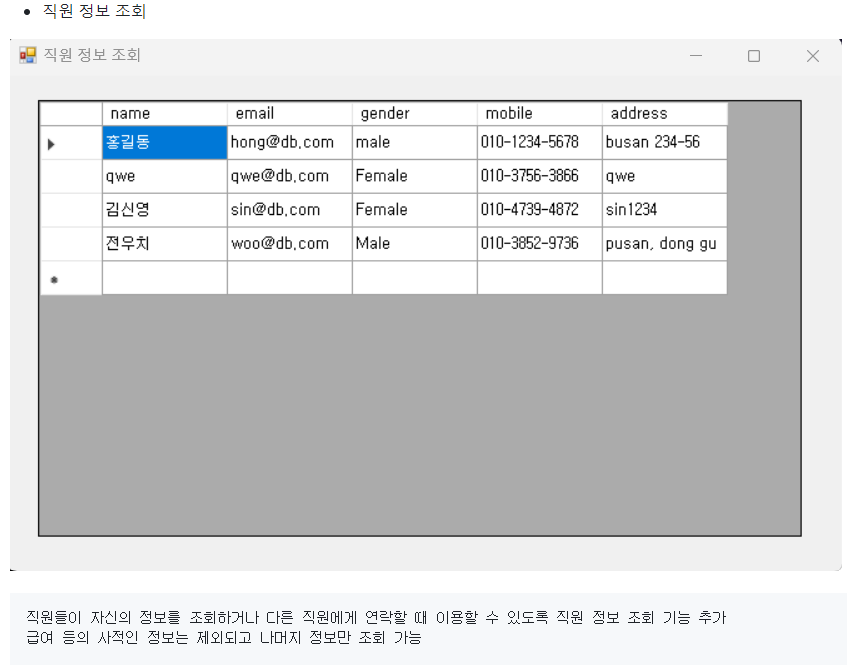 직원 정보 조회
직원 정보 조회
name email gender mobile address
홍길동 hong@db.com male 010-1234-5678 busan 234-56
qwe qwe@db.com Female 010-3756-3866 qwe
김신영 sin@db.com Female 010-4739-4872 sin1234
전우치 woo@db.com Male 010-3852-9736 pusan, dong gu
직원들이 자신의 정보를 조회하거나 다른 직원에게 연락할 때 이용할 수 있도록 직원 정보 조회 기능 추가
급여 등의 사적인 정보는 제외되고 나머지 정보만 조회 가능